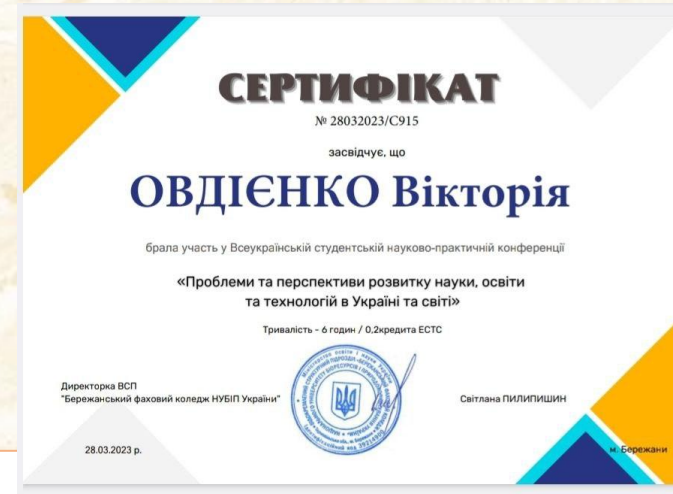 СЕРТИФІКАТ
№ 28032023/С915
засвідчує, що
ОВДІЄНКО Вікторія
брала участь у Всеукраїнській студентській науково-практичній конференції
«Проблеми та перспективи розвитку науки, освіти
та технологій в Україні та світі»
Тривалість - 6 годин / 0,2кредита ЕСТС
Директорка ВСП
"Бережанський фаховий коледж НУБІП України"
Світлана ПИЛИПИШИН
28.03.2023 р.
м. Бережани